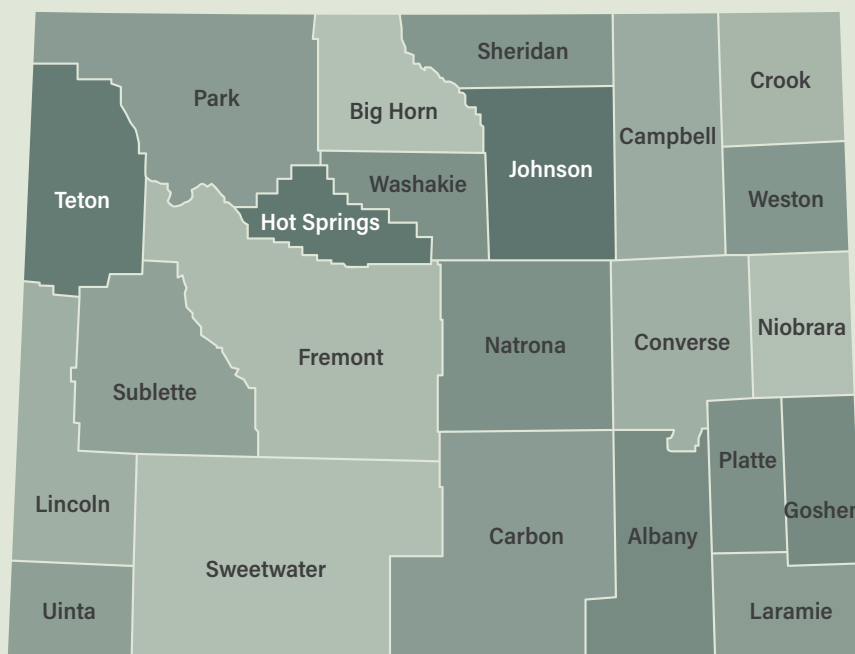 Sheridan
Park
Big Horn
Crook
Campbell
Johnson
Washakie
Teton
Weston
Hot Springs
Natrona
Converse
Niobrara
Fremont
Sublette
Platte
Lincoln
Goshen
Carbon
Albany
Sweetwater
Uinta
Laramie